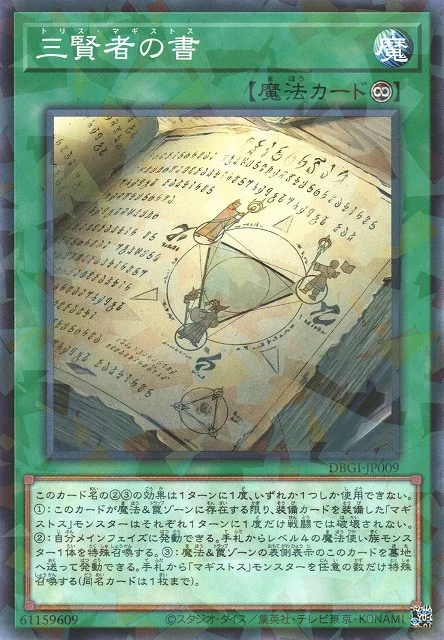 トリス・マギストス
三賢者の書
魔
まほう
【魔法カード】
DBGI-JP009
このカード名の②③の効果は1ターンに1度、いずれか1つしか使用できない。
①：このカードが魔法＆罠ゾーンに存在する限り、装備カードを装備した「マギ
ストス」モンスターはそれぞれ1ターンに1度だけ戦闘では破壊されない。
②：自分メインフェイズに発動できる。手札からレベル4の魔法使い族モンス
ター1体を特殊召喚する。③：魔法＆罠ゾーンの表側表示のこのカードを墓地
へ送って発動できる。手札から「マギストス」モンスターを任意の数だけ特殊
召喚する（同名カードは1枚まで）。
61159609
©スタジオ・ダイス／集英社・テレビ東京・KONAMI